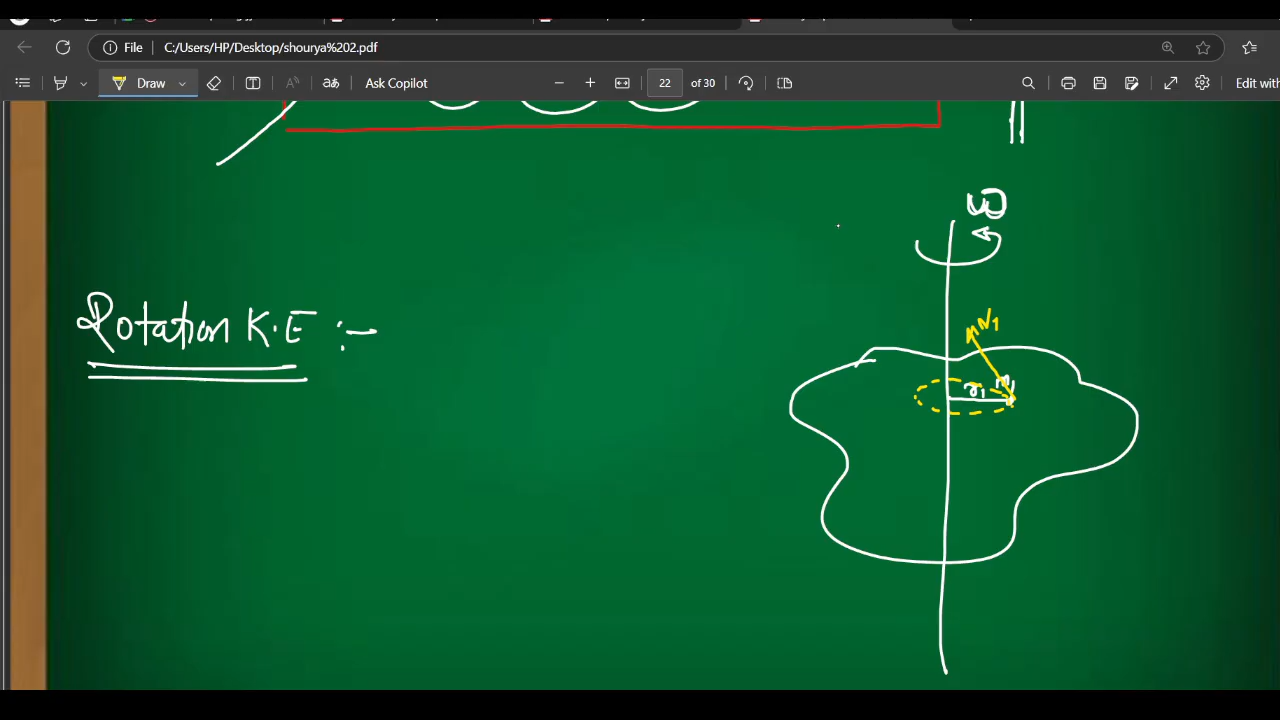 File C:/Users/HP/Desktop/shourya%202.pdf
Draw Ask Copilot 22 of 30 Edit with
ω
Rotation K.E :-
v₁
r₁ m₁